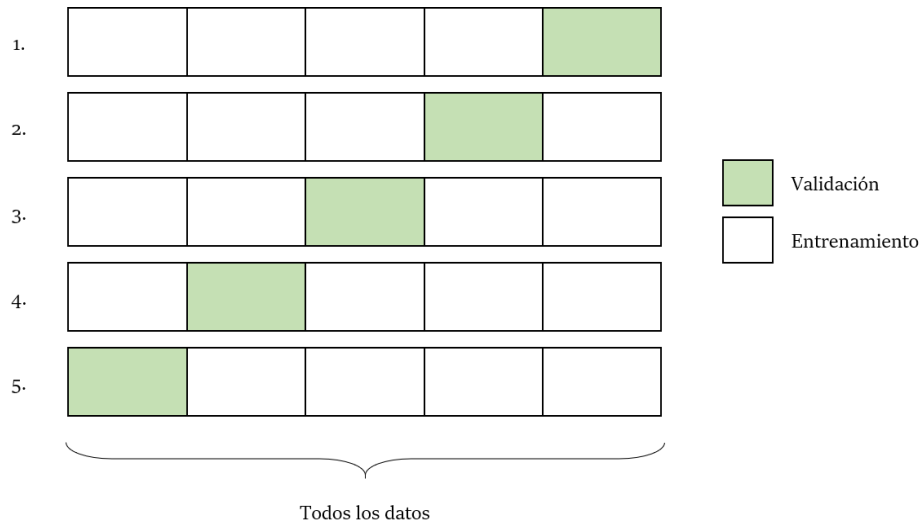 1.
2.
3.
4.
5.
Validación
Entrenamiento
Todos los datos